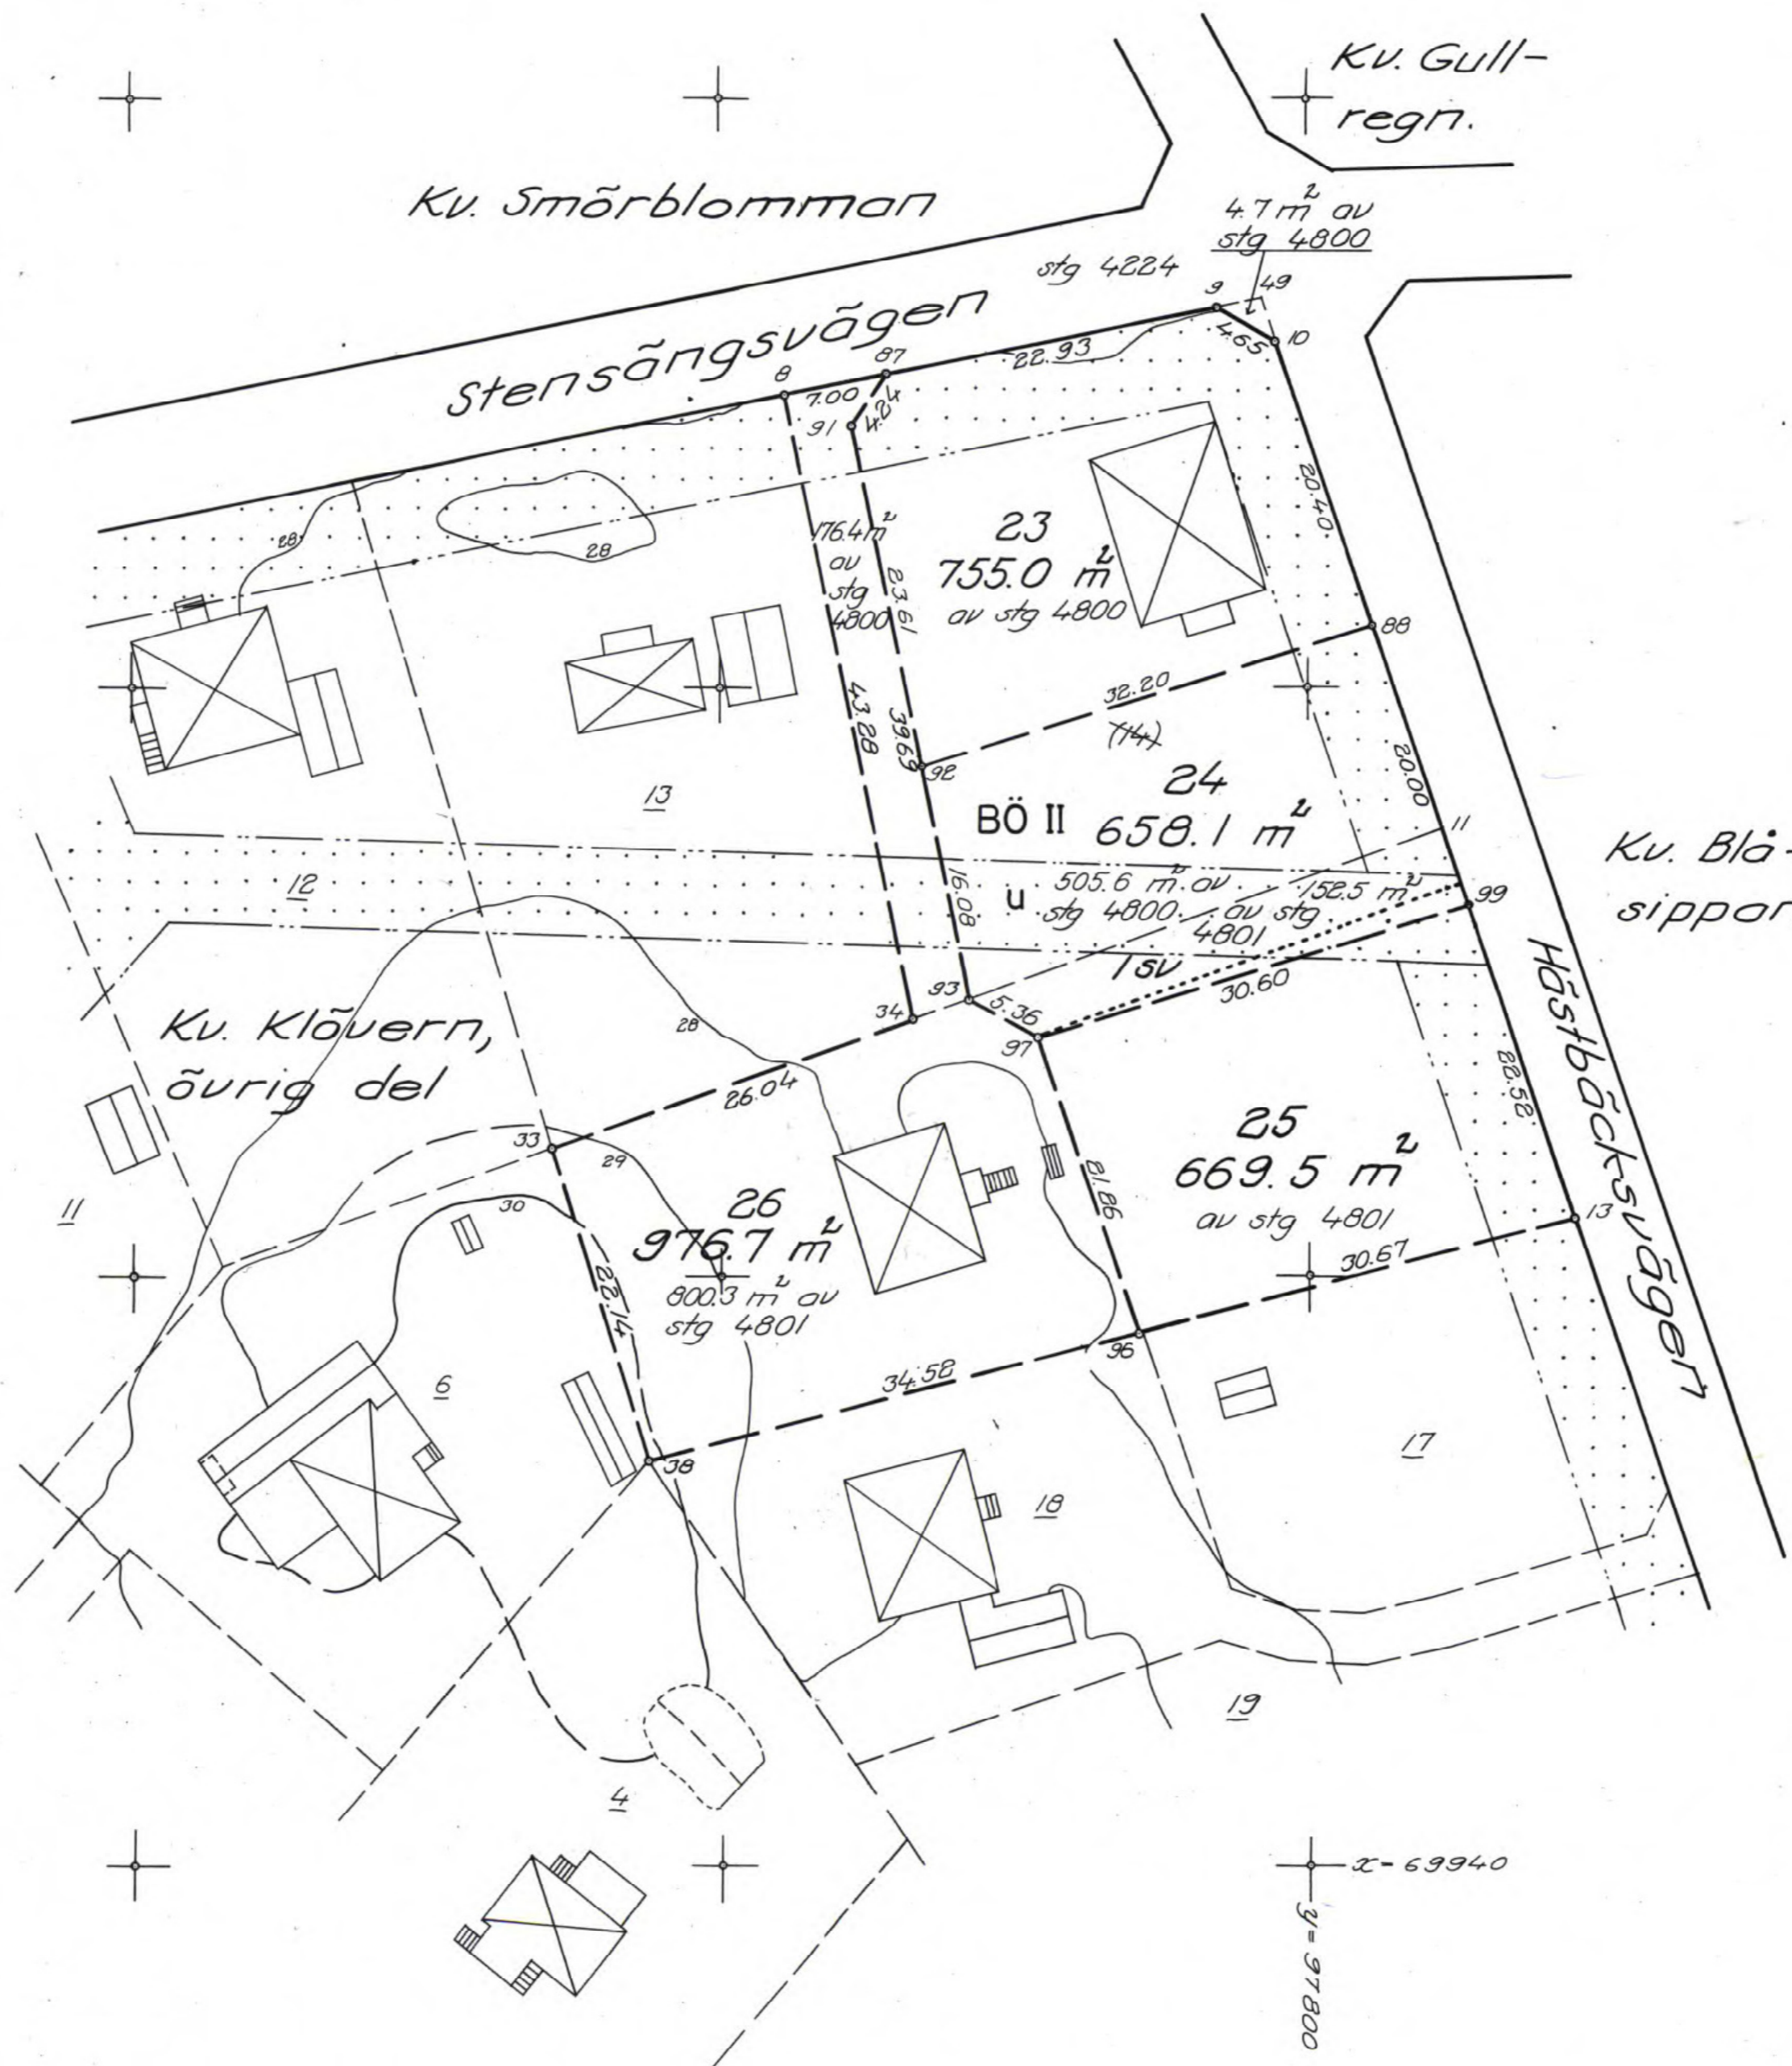 Kv. Gull-
regn.
Kv. Smörblomman
4.7 m² av
stg 4800
stg 4224
Stensängsvägen
9
49
4.65
10
8
7.00
87
22.93
4.24
91
20.40
28
28
176.4 m²
av
stg
4800
23.61
23
755.0 m²
av stg 4800
88
43.28
39.69
32.20
(14)
92
20.00
13
24
BÖ II
658.1 m²
11
Kv. Blå-
sippan
12
16.08
u
505.6 m² av
stg 4800
152.5 m²
av stg
4801
99
1 sv
30.60
Hästbäcksvägen
93
5.36
34
97
Kv. Klövern,
övrig del
28
26.04
22.58
33
29
30
11
26
976.7 m²
800.3 m² av
stg 4801
21.86
25
669.5 m²
av stg 4801
13
30.67
22.14
6
34.58
96
38
18
17
19
4
x= 69940
y= 97800